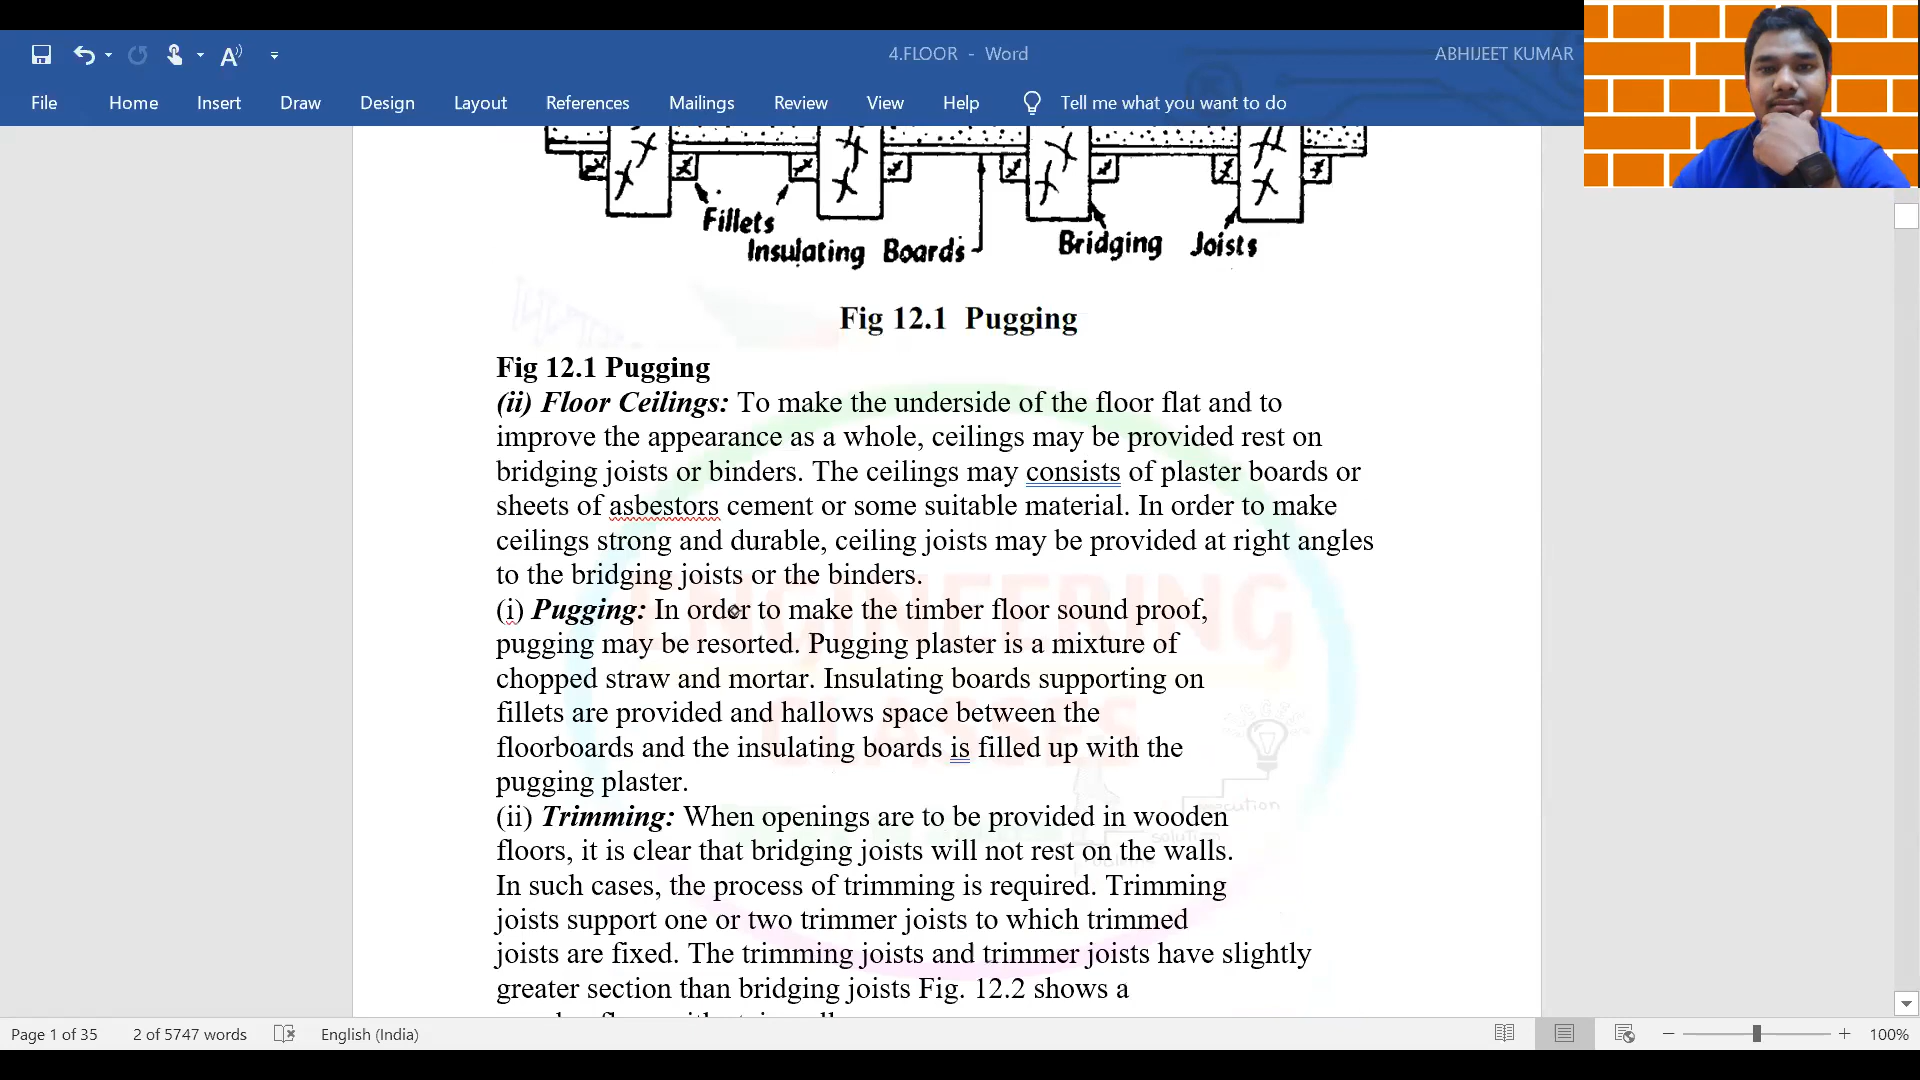 4.FLOOR - Word
ABHIJEET KUMAR
File Home Insert Draw Design Layout References Mailings Review View Help Tell me what you want to do
Fillets
Insulating Boards
Bridging Joists
Fig 12.1 Pugging
Fig 12.1 Pugging
(ii) Floor Ceilings: To make the underside of the floor flat and to
improve the appearance as a whole, ceilings may be provided rest on
bridging joists or binders. The ceilings may consists of plaster boards or
sheets of asbestors cement or some suitable material. In order to make
ceilings strong and durable, ceiling joists may be provided at right angles
to the bridging joists or the binders.
(i) Pugging: In order to make the timber floor sound proof,
pugging may be resorted. Pugging plaster is a mixture of
chopped straw and mortar. Insulating boards supporting on
fillets are provided and hallows space between the
floorboards and the insulating boards is filled up with the
pugging plaster.
(ii) Trimming: When openings are to be provided in wooden
floors, it is clear that bridging joists will not rest on the walls.
In such cases, the process of trimming is required. Trimming
joists support one or two trimmer joists to which trimmed
joists are fixed. The trimming joists and trimmer joists have slightly
greater section than bridging joists Fig. 12.2 shows a
ENGINEERING
CLASSES
solution
Page 1 of 35 2 of 5747 words English (India) 100%